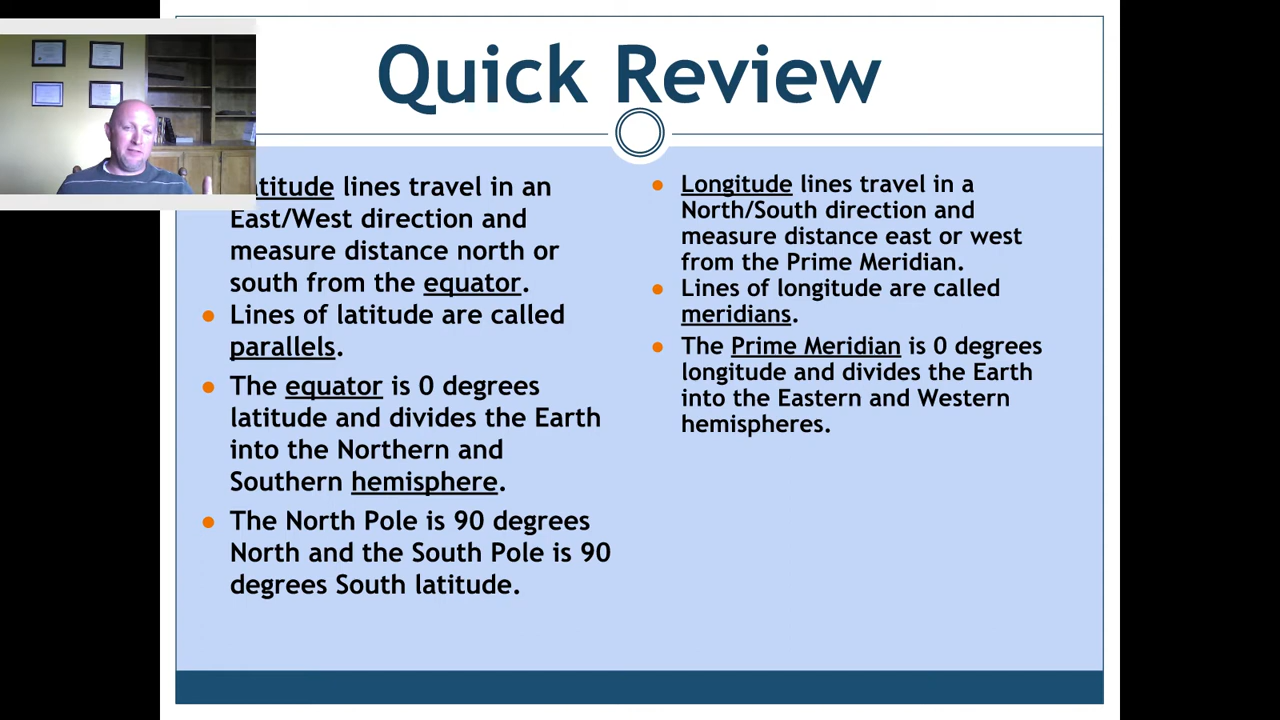 Quick Review
lines travel in an
East/West direction and
measure distance north or
south from the equator.
● Lines of latitude are called
parallels.
● The equator is 0 degrees
latitude and divides the Earth
into the Northern and
Southern hemisphere.
● The North Pole is 90 degrees
North and the South Pole is 90
degrees South latitude.
● Longitude lines travel in a
North/South direction and
measure distance east or west
from the Prime Meridian.
● Lines of longitude are called
meridians.
● The Prime Meridian is 0 degrees
longitude and divides the Earth
into the Eastern and Western
hemispheres.